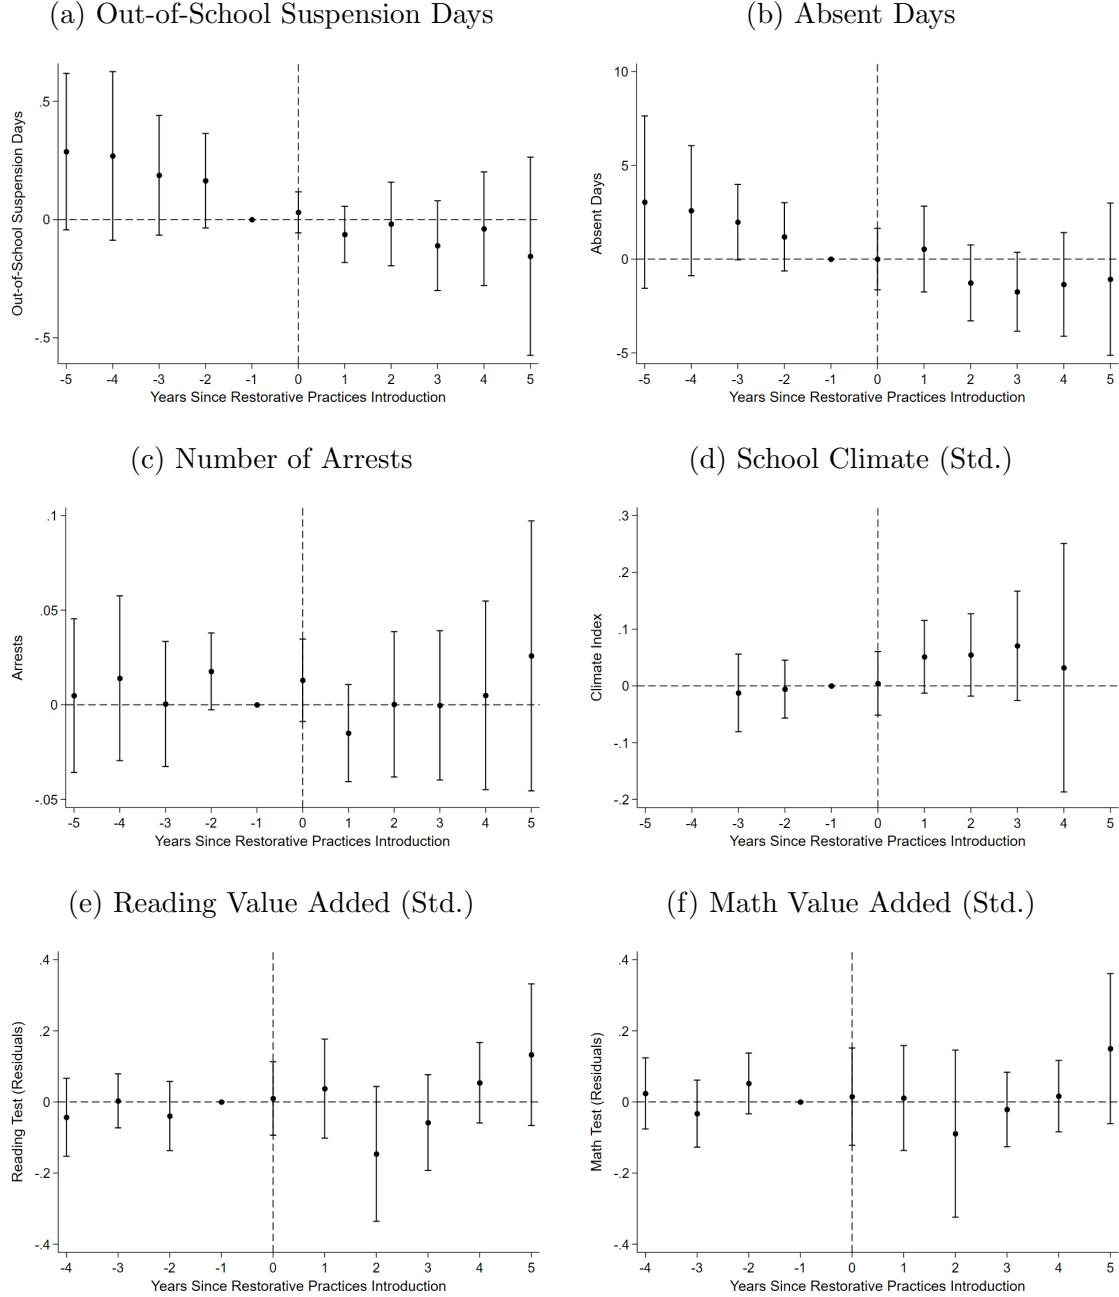 (a) Out-of-School Suspension Days
Out-of-School Suspension Days
.5
0
-.5
-5 -4 -3 -2 -1 0 1 2 3 4 5
Years Since Restorative Practices Introduction
(b) Absent Days
Absent Days
10
5
0
-5
-5 -4 -3 -2 -1 0 1 2 3 4 5
Years Since Restorative Practices Introduction
(c) Number of Arrests
Arrests
.1
.05
0
-.05
-5 -4 -3 -2 -1 0 1 2 3 4 5
Years Since Restorative Practices Introduction
(d) School Climate (Std.)
Climate Index
.3
.2
.1
0
-.1
-.2
-5 -4 -3 -2 -1 0 1 2 3 4 5
Years Since Restorative Practices Introduction
(e) Reading Value Added (Std.)
Reading Test (Residuals)
.4
.2
0
-.2
-.4
-4 -3 -2 -1 0 1 2 3 4 5
Years Since Restorative Practices Introduction
(f) Math Value Added (Std.)
Math Test (Residuals)
.4
.2
0
-.2
-.4
-4 -3 -2 -1 0 1 2 3 4 5
Years Since Restorative Practices Introduction